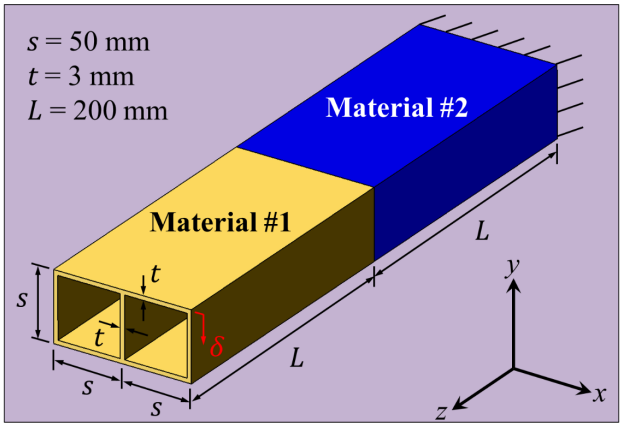 s = 50 mm
t = 3 mm
L = 200 mm
Material #2
Material #1
L
t
s
t
δ
L
s
s
y
x
z